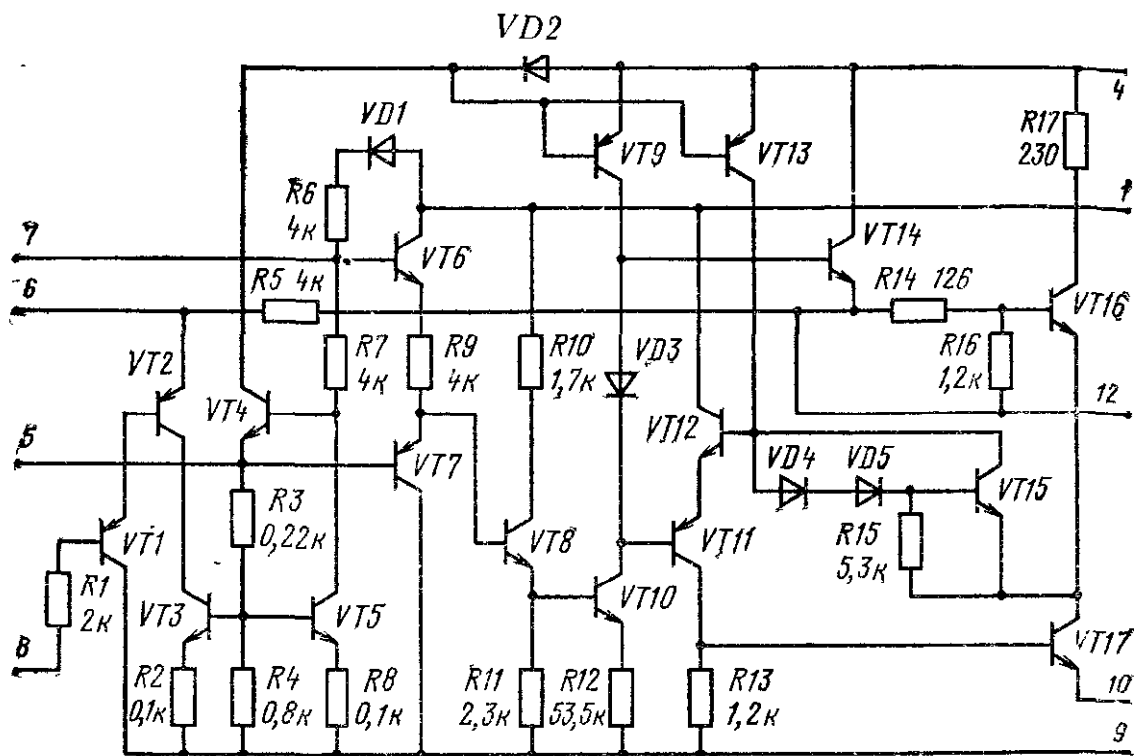 VD2
4
VD1
R17
230
VT9
VT13
R6
4к
1
7
VT14
VT6
R5 4к
R14 126
6
VT16
VT2
R7
4к
R9
4к
R10
1,7к
VD3
R16
1,2к
12
VT4
VT12
5
VT7
VD4
VD5
VT15
R3
0,22к
VT1
VT8
VT11
R15
5,3к
R1
2к
VT3
VT5
VT10
VT17
8
R2
0,1к
R4
0,8к
R8
0,1к
R11
2,3к
R12
53,5к
R13
1,2к
10
9